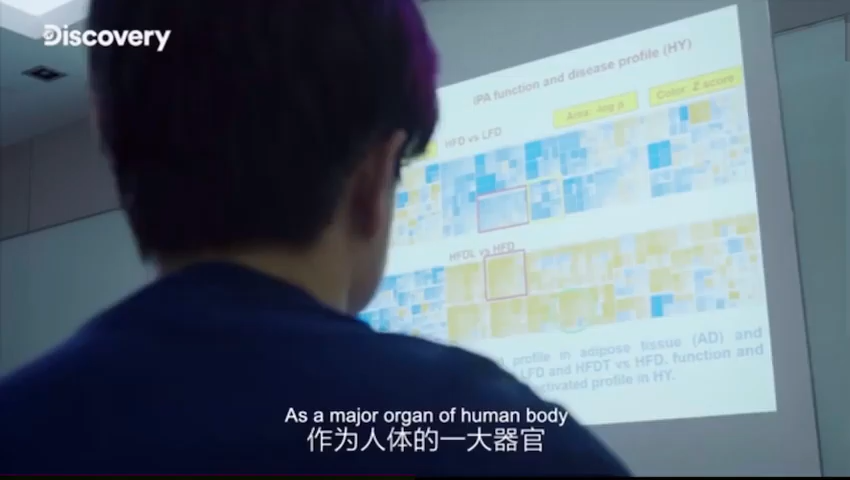 Discovery
IPA function and disease profile (HY)
Area: -log p
Color: Z score
HFD vs LFD
HFDL vs HFD
profile in adipose tissue (AD) and
LFD and HFDT vs HFD. function and
activated profile in HY.
As a major organ of human body
作为人体的一大器官